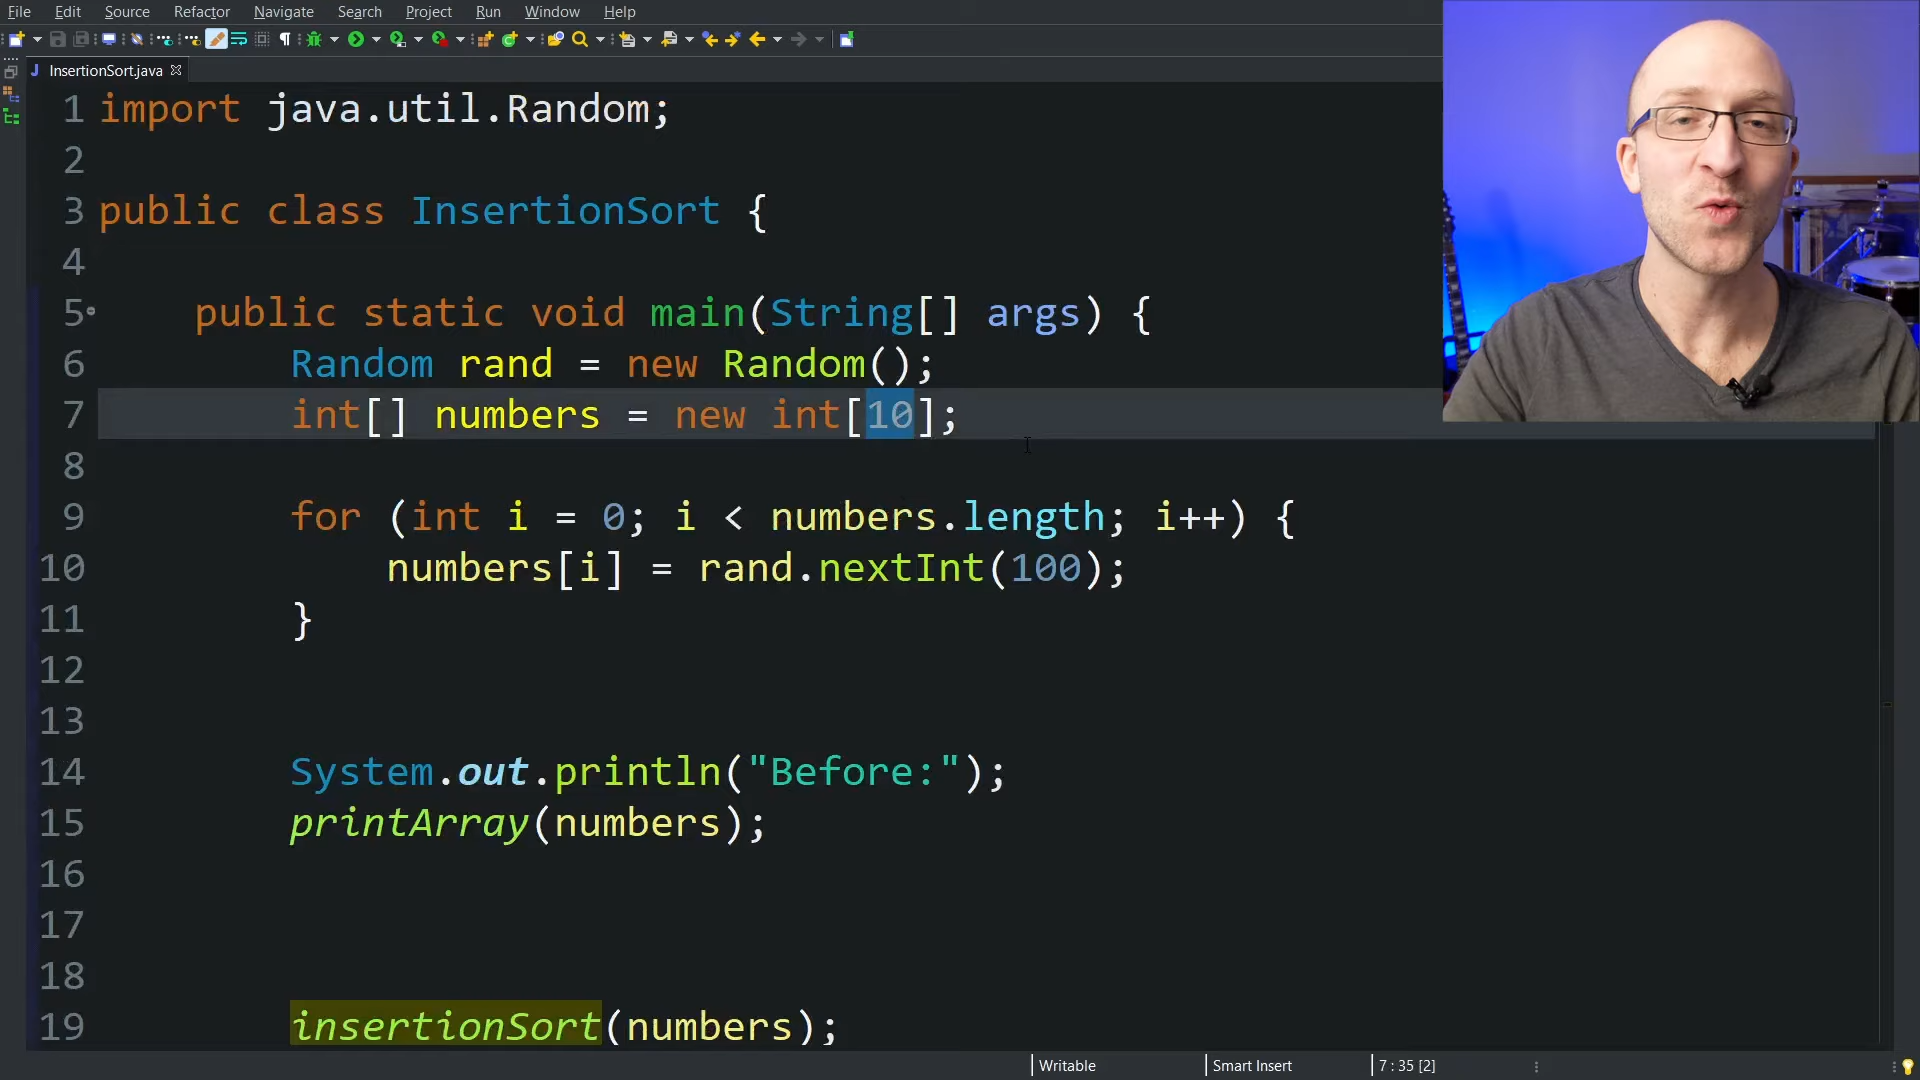 File Edit Source Refactor Navigate Search Project Run Window Help
InsertionSort.java
1 import java.util.Random;
2
3 public class InsertionSort {
4
5 public static void main(String[] args) {
6 Random rand = new Random();
7 int[] numbers = new int[10];
8
9 for (int i = 0; i < numbers.length; i++) {
10 numbers[i] = rand.nextInt(100);
11 }
12
13
14 System.out.println("Before:");
15 printArray(numbers);
16
17
18
19 insertionSort(numbers);
Writable Smart Insert 7 : 35 [2]